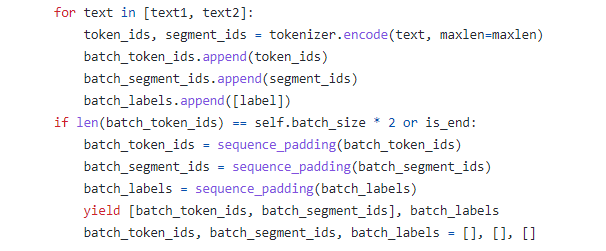 for text in [text1, text2]:
    token_ids, segment_ids = tokenizer.encode(text, maxlen=maxlen)
    batch_token_ids.append(token_ids)
    batch_segment_ids.append(segment_ids)
    batch_labels.append([label])
if len(batch_token_ids) == self.batch_size * 2 or is_end:
    batch_token_ids = sequence_padding(batch_token_ids)
    batch_segment_ids = sequence_padding(batch_segment_ids)
    batch_labels = sequence_padding(batch_labels)
    yield [batch_token_ids, batch_segment_ids], batch_labels
    batch_token_ids, batch_segment_ids, batch_labels = [], [], []